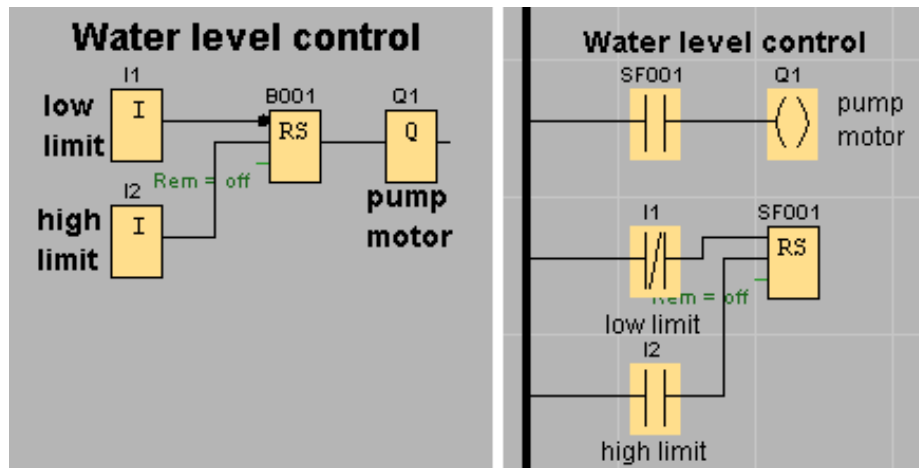 Water level control
I1
B001
Q1
low
limit
I
RS
Q
Rem = off
I2
high
limit
I
pump
motor
Water level control
SF001
Q1
pump
motor
I1
SF001
RS
Rem = off
low limit
I2
high limit